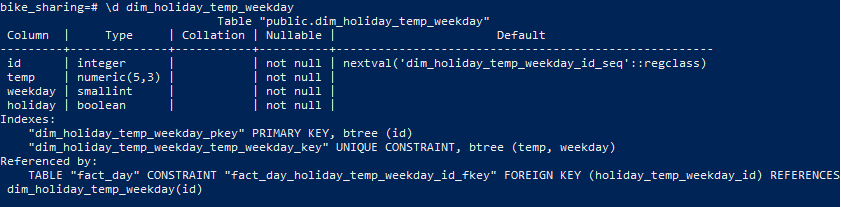 bike_sharing=# \d dim_holiday_temp_weekday
                            Table "public.dim_holiday_temp_weekday"
 Column  |     Type     | Collation | Nullable |                       Default
---------+--------------+-----------+----------+------------------------------------------------------
 id      | integer      |           | not null | nextval('dim_holiday_temp_weekday_id_seq'::regclass)
 temp    | numeric(5,3) |           | not null |
 weekday | smallint     |           | not null |
 holiday | boolean      |           | not null |
Indexes:
    "dim_holiday_temp_weekday_pkey" PRIMARY KEY, btree (id)
    "dim_holiday_temp_weekday_temp_weekday_key" UNIQUE CONSTRAINT, btree (temp, weekday)
Referenced by:
    TABLE "fact_day" CONSTRAINT "fact_day_holiday_temp_weekday_id_fkey" FOREIGN KEY (holiday_temp_weekday_id) REFERENCES
 dim_holiday_temp_weekday(id)